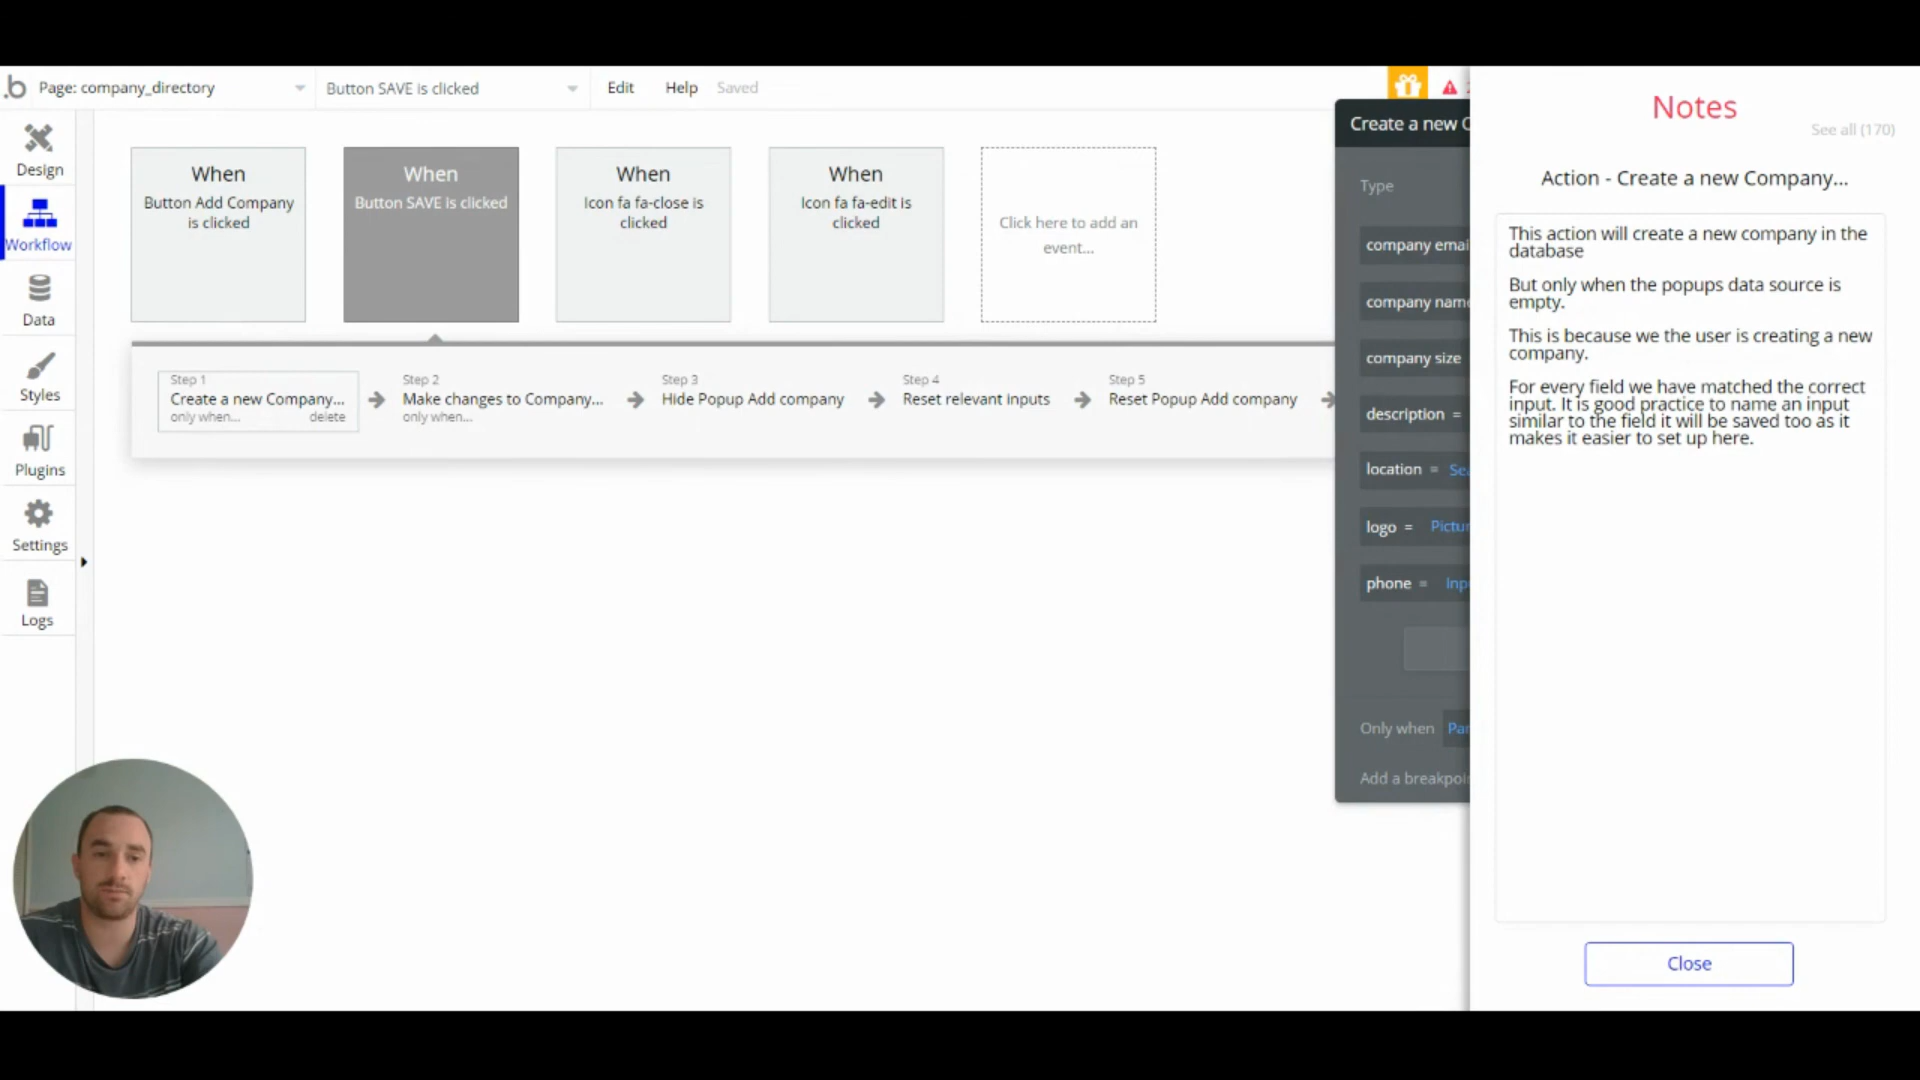 .b Page: company_directory Button SAVE is clicked Edit Help Saved
Notes
See all (170)
Design
Workflow
Data
Styles
Plugins
Settings
Logs
When
Button Add Company
is clicked
When
Button SAVE is clicked
When
Icon fa fa-close is
clicked
When
Icon fa fa-edit is
clicked
Click here to add an
event...
Step 1
Create a new Company...
only when... delete
Step 2
Make changes to Company...
only when...
Step 3
Hide Popup Add company
Step 4
Reset relevant inputs
Step 5
Reset Popup Add company
Create a new
Type
company
company name
company size
description =
location =
logo =
phone =
Only when
Add a
Action - Create a new Company...
This action will create a new company in the
database
But only when the popups data source is
empty.
This is because we the user is creating a new
company.
For every field we have matched the correct
input. It is good practice to name an input
similar to the field it will be saved too as it
makes it easier to set up here.
Close